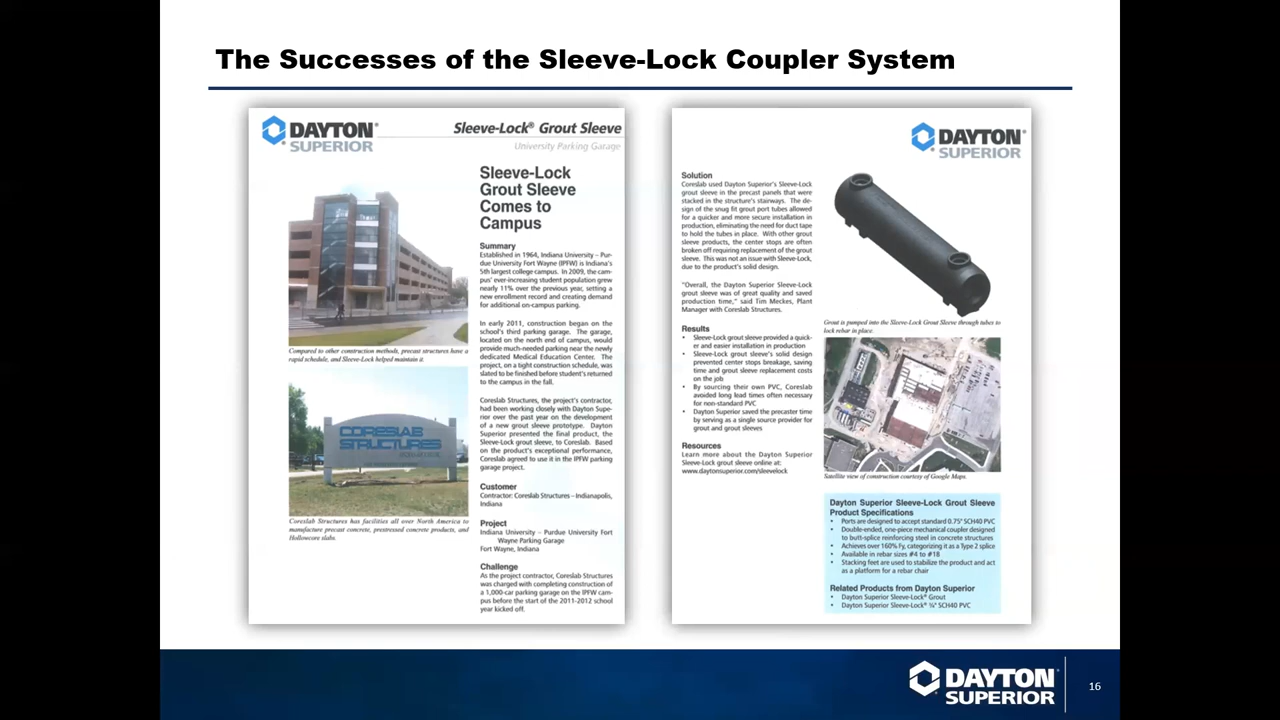 The Successes of the Sleeve-Lock Coupler System
DAYTON
SUPERIOR
Sleeve-Lock® Grout Sleeve
University Parking Garage
Sleeve-Lock
Grout Sleeve
Comes to
Campus
Summary
Established in 1964, Indiana University – Pur-
due University Fort Wayne (IPFW) is Indiana's
5th largest college campus. In 2009, the cam-
pus' ever-increasing student population grew
nearly 11% over the previous year, setting a
new enrollment record and creating demand
for additional on-campus parking.
In early 2011, construction began on the
school's third parking garage. The garage,
located on the north end of campus, would
provide much-needed parking near the newly
dedicated Medical Education Center. The
project, on a tight construction schedule, was
slated to be finished before student's returned
to the campus in the fall.
Coreslab Structures, the project's contractor,
had been working closely with Dayton Supe-
rior over the past year on the development
of a new grout sleeve prototype. Dayton
Superior presented the final product, the
Sleeve-Lock grout sleeve, to Coreslab. Based
on the product's exceptional performance,
Coreslab agreed to use it in the IPFW parking
garage project.
Customer
Contractor: Coreslab Structures – Indianapolis,
Indiana
Project
Indiana University – Purdue University Fort
Wayne Parking Garage
Fort Wayne, Indiana
Challenge
As the project contractor, Coreslab Structures
was charged with completing construction of
a 1,000-car parking garage on the IPFW cam-
pus before the start of the 2011-2012 school
year kicked off.
Compared to other construction methods, precast structures have a
rapid schedule, and Sleeve-Lock helped maintain it.
CORESLAB
STRUCTURES
Coreslab Structures has facilities all over North America to
manufacture precast concrete, prestressed concrete products, and
Hollowcore slabs.
DAYTON
SUPERIOR
Solution
Coreslab used Dayton Superior's Sleeve-Lock
grout sleeve in the precast panels that were
stacked in the structure's stairways. The de-
sign of the snug fit grout port tubes allowed
for a quicker and more secure installation in
production, eliminating the need for duct tape
to hold the tubes in place. With other grout
sleeve products, the center stops are often
broken off requiring replacement of the grout
sleeve. This was not an issue with Sleeve-Lock,
due to the product's solid design.
"Overall, the Dayton Superior Sleeve-Lock
grout sleeve was of great quality and saved
production time," said Tim Meckes, Plant
Manager with Coreslab Structures.
Results
• Sleeve-Lock grout sleeve provided a quick-
er and easier installation in production
• Sleeve-Lock grout sleeve's solid design
prevented center stops breakage, saving
time and grout sleeve replacement costs
on the job
• By sourcing their own PVC, Coreslab
avoided long lead times often necessary
for non-standard PVC
• Dayton Superior saved the precaster time
by serving as a single source provider for
grout and grout sleeves
Resources
Learn more about the Dayton Superior
Sleeve-Lock grout sleeve online at:
www.daytonsuperior.com/sleevelock
Grout is pumped into the Sleeve-Lock Grout Sleeve through tubes to
lock rebar in place.
Satellite view of construction courtesy of Google Maps.
Dayton Superior Sleeve-Lock Grout Sleeve
Product Specifications
• Ports are designed to accept standard 0.75" SCH40 PVC
• Double-ended, one-piece mechanical coupler designed
to butt-splice reinforcing steel in concrete structures
• Achieves over 160% Fy, categorizing it as a Type 2 splice
• Available in rebar sizes #4 to #18
• Stacking feet are used to stabilize the product and act
as a platform for a rebar chair
Related Products from Dayton Superior
• Dayton Superior Sleeve-Lock® Grout
• Dayton Superior Sleeve-Lock® ¾" SCH40 PVC
DAYTON
SUPERIOR
16